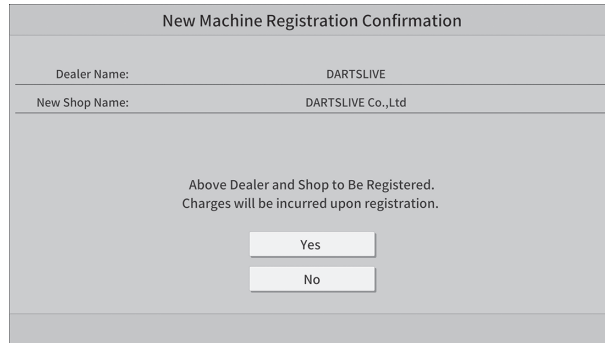 New Machine Registration Confirmation
Dealer Name: DARTSLIVE
New Shop Name: DARTSLIVE Co.,Ltd
Above Dealer and Shop to Be Registered.
Charges will be incurred upon registration.
Yes
No